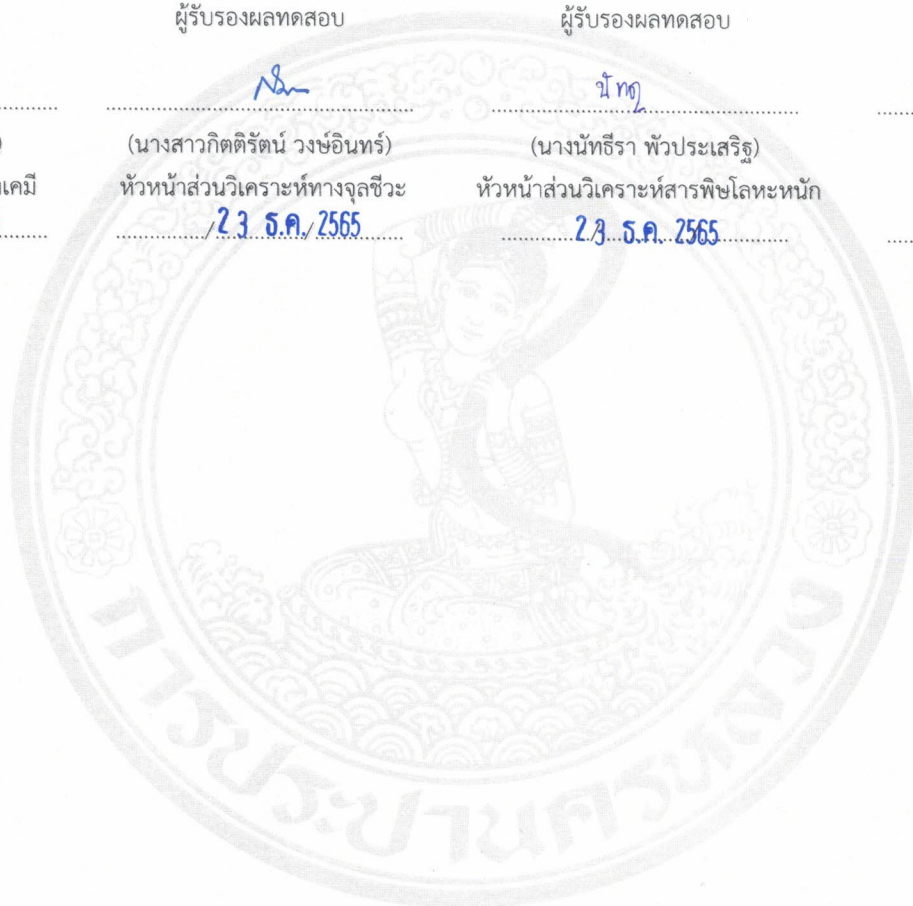 ผู้รับรองผลทดสอบ ผู้รับรองผลทดสอบ
) (นางสาวกิตติรัตน์ วงษ์อินทร์) (นางนัทธีรา พัวประเสริฐ)
เคมี หัวหน้าส่วนวิเคราะห์ทางจุลชีวะ หัวหน้าส่วนวิเคราะห์สารพิษโลหะหนัก
/23 ธ.ค./2565 23 ธ.ค. 2565
การประปานครหลวง